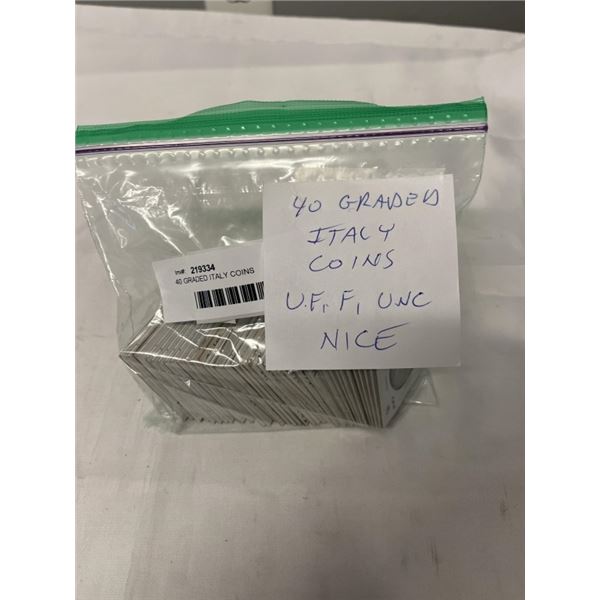 40 GRADED
ITALY
COINS
U.F, F, UNC
NICE
Inv#: 219334
40 GRADED ITALY COINS